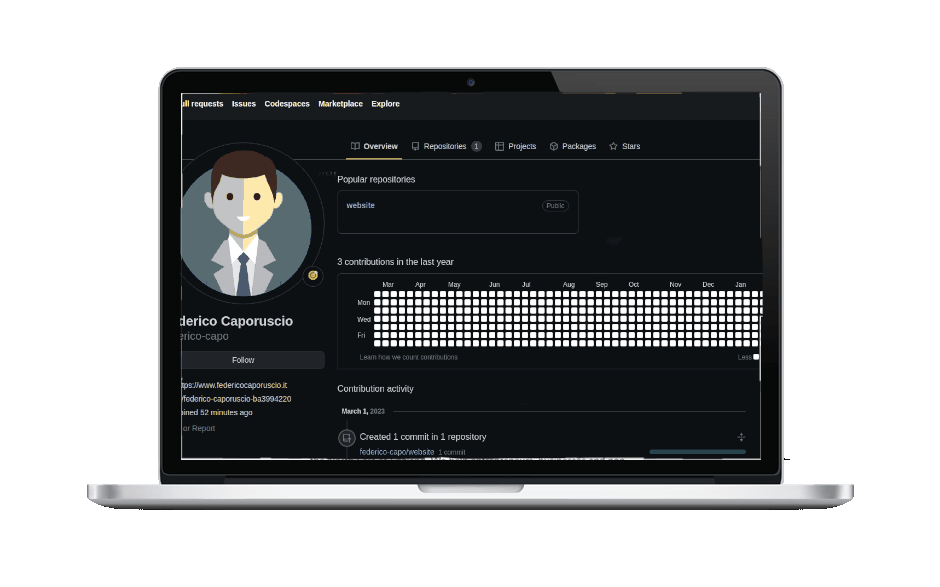 ull requests Issues Codespaces Marketplace Explore
Overview Repositories 1 Projects Packages Stars
Popular repositories
website Public
3 contributions in the last year
Mar Apr May Jun Jul Aug Sep Oct Nov Dec Jan
Mon
Wed
Fri
Learn how we count contributions Less
derico Caporuscio
erico-capo
Follow
tps://www.federicocaporuscio.it
/federico-caporuscio-ba3994220
oined 52 minutes ago
or Report
Contribution activity
March 1, 2023
Created 1 commit in 1 repository
federico-capo/website 1 commit